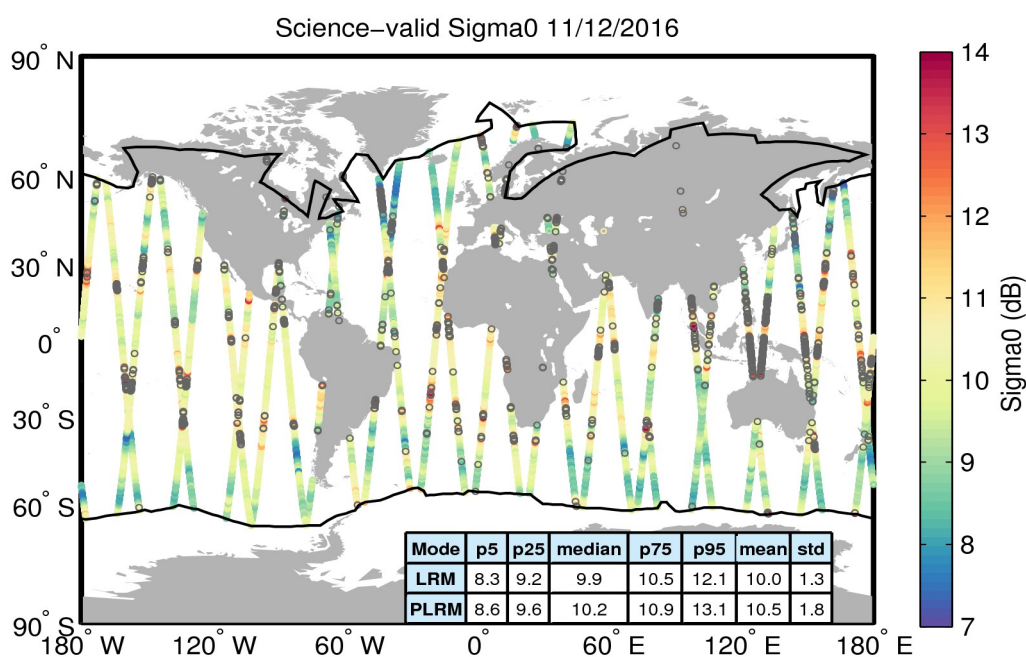 Science−valid Sigma0 11/12/2016
90° N
60° N
30° N
0°
30° S
60° S
90° S
180° W
120° W
60° W
0°
60° E
120° E
180° E
14
13
12
11
10
9
8
7
Sigma0 (dB)
Mode p5 p25 median p75 p95 mean std
LRM 8.3 9.2 9.9 10.5 12.1 10.0 1.3
PLRM 8.6 9.6 10.2 10.9 13.1 10.5 1.8